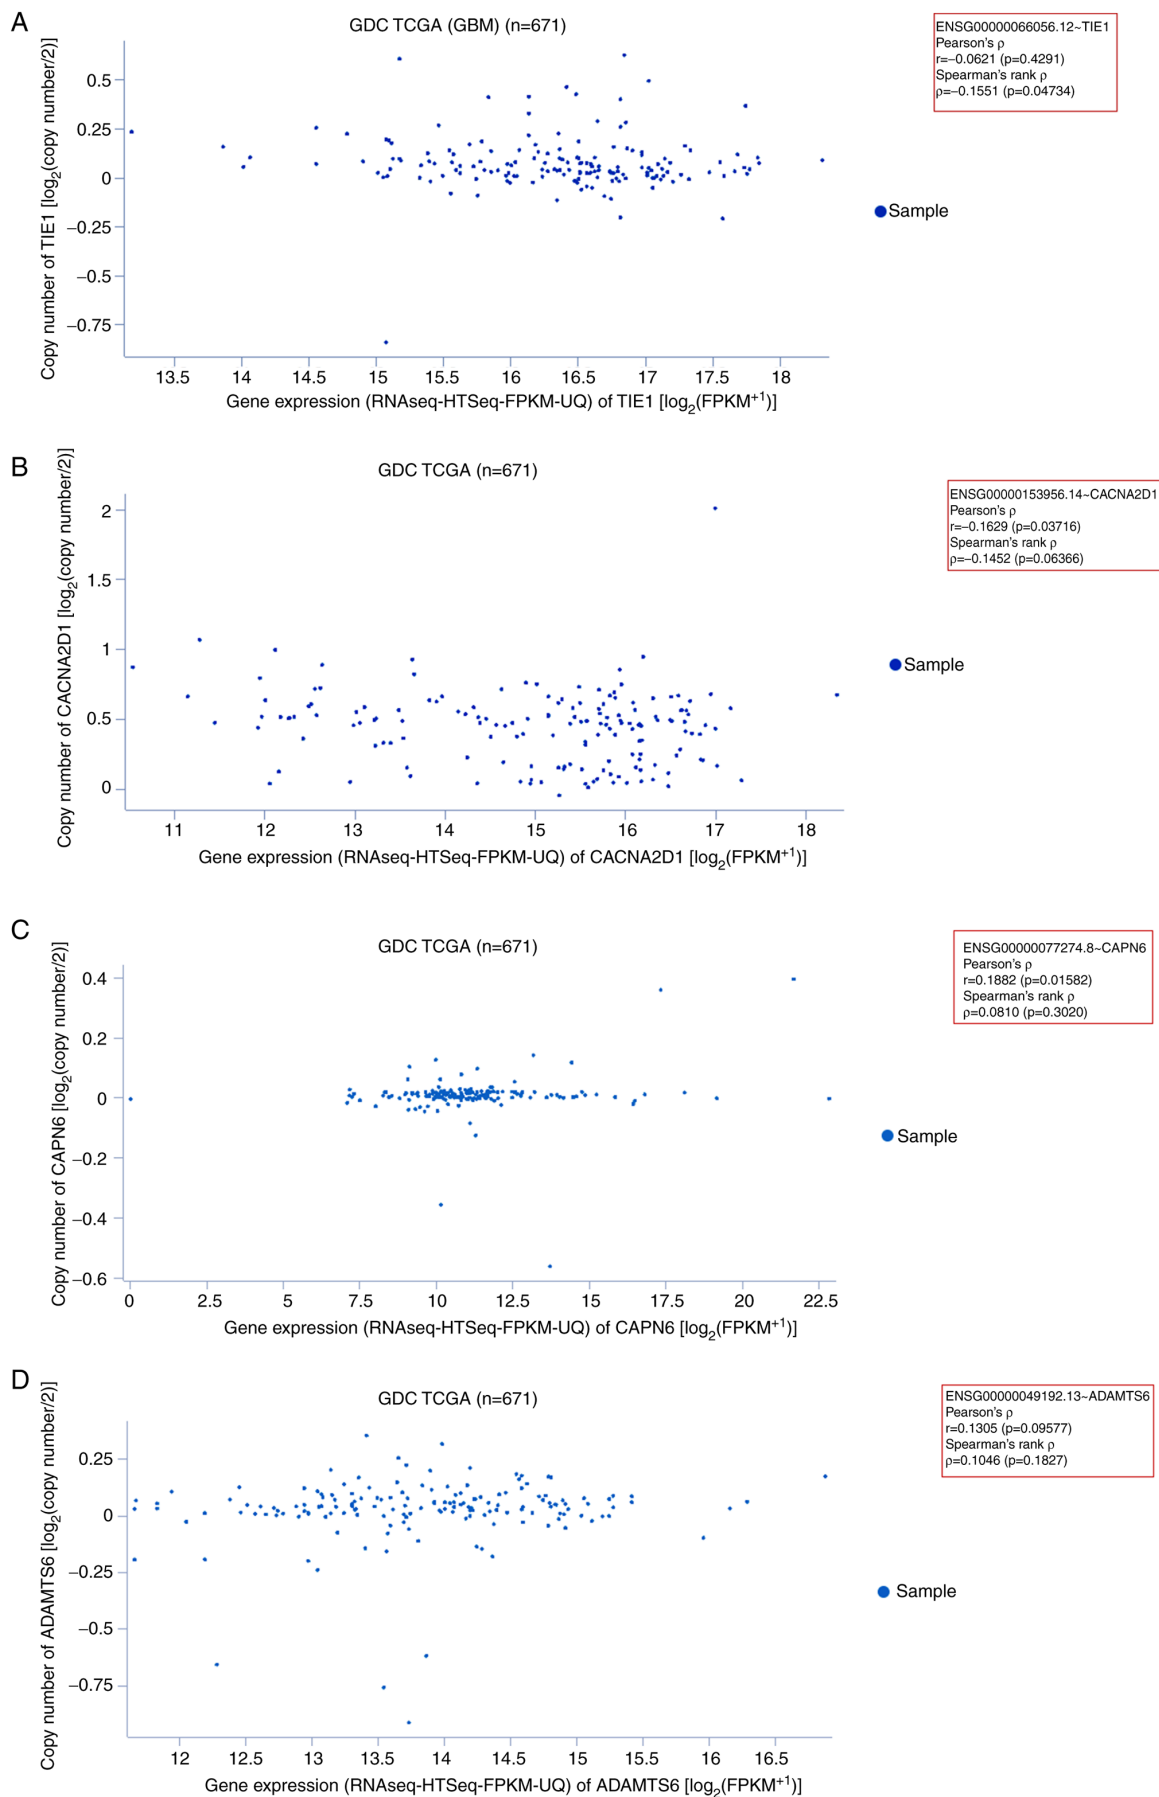 A
GDC TCGA (GBM) (n=671)
Copy number of TIE1 [log2(copy number/2)]
0.5
0.25
0
−0.25
−0.5
−0.75
13.5 14 14.5 15 15.5 16 16.5 17 17.5 18
Gene expression (RNAseq-HTSeq-FPKM-UQ) of TIE1 [log2(FPKM+1)]
ENSG00000066056.12~TIE1
Pearson's ρ
r=−0.0621 (p=0.4291)
Spearman's rank ρ
ρ=−0.1551 (p=0.04734)
Sample
B
GDC TCGA (n=671)
Copy number of CACNA2D1 [log2(copy number/2)]
2
1.5
1
0.5
0
11 12 13 14 15 16 17 18
Gene expression (RNAseq-HTSeq-FPKM-UQ) of CACNA2D1 [log2(FPKM+1)]
ENSG00000153956.14~CACNA2D1
Pearson's ρ
r=−0.1629 (p=0.03716)
Spearman's rank ρ
ρ=−0.1452 (p=0.06366)
Sample
C
GDC TCGA (n=671)
Copy number of CAPN6 [log2(copy number/2)]
0.4
0.2
0
−0.2
−0.4
−0.6
0 2.5 5 7.5 10 12.5 15 17.5 20 22.5
Gene expression (RNAseq-HTSeq-FPKM-UQ) of CAPN6 [log2(FPKM+1)]
ENSG00000077274.8~CAPN6
Pearson's ρ
r=0.1882 (p=0.01582)
Spearman's rank ρ
ρ=0.0810 (p=0.3020)
Sample
D
GDC TCGA (n=671)
Copy number of ADAMTS6 [log2(copy number/2)]
0.25
0
−0.25
−0.5
−0.75
12 12.5 13 13.5 14 14.5 15 15.5 16 16.5
Gene expression (RNAseq-HTSeq-FPKM-UQ) of ADAMTS6 [log2(FPKM+1)]
ENSG00000049192.13~ADAMTS6
Pearson's ρ
r=0.1305 (p=0.09577)
Spearman's rank ρ
ρ=0.1046 (p=0.1827)
Sample